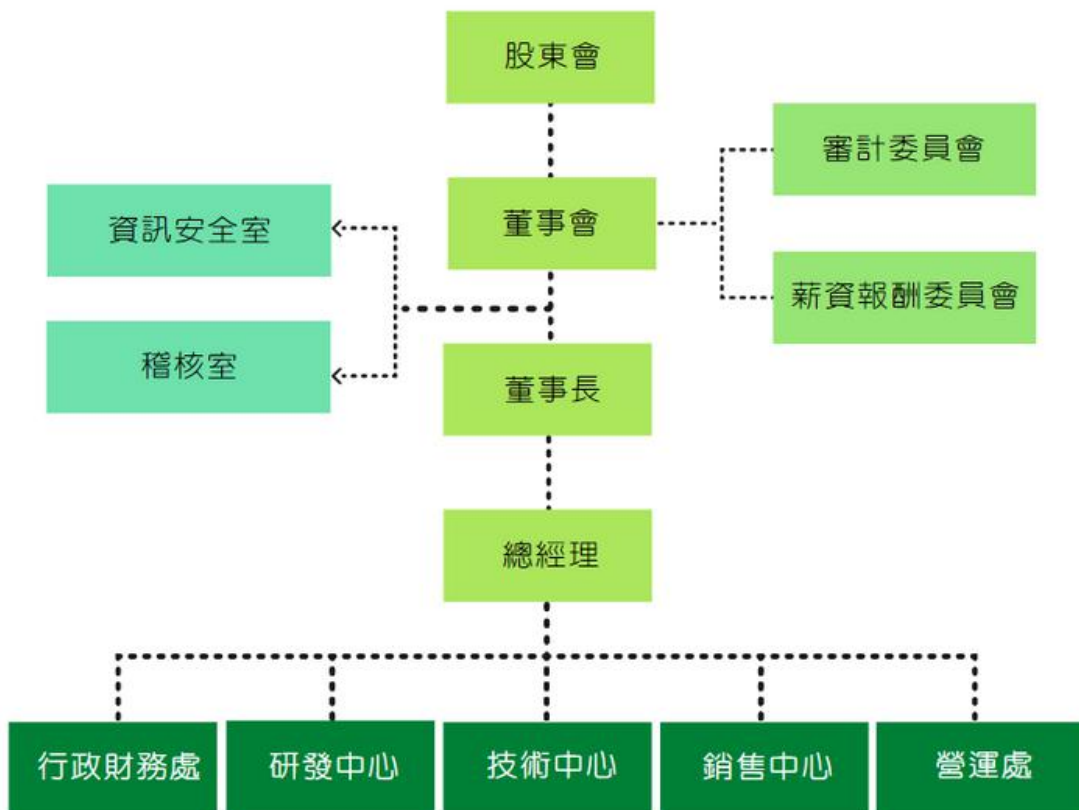 股東會
審計委員會
資訊安全室
董事會
薪資報酬委員會
稽核室
董事長
總經理
行政財務處
研發中心
技術中心
銷售中心
營運處